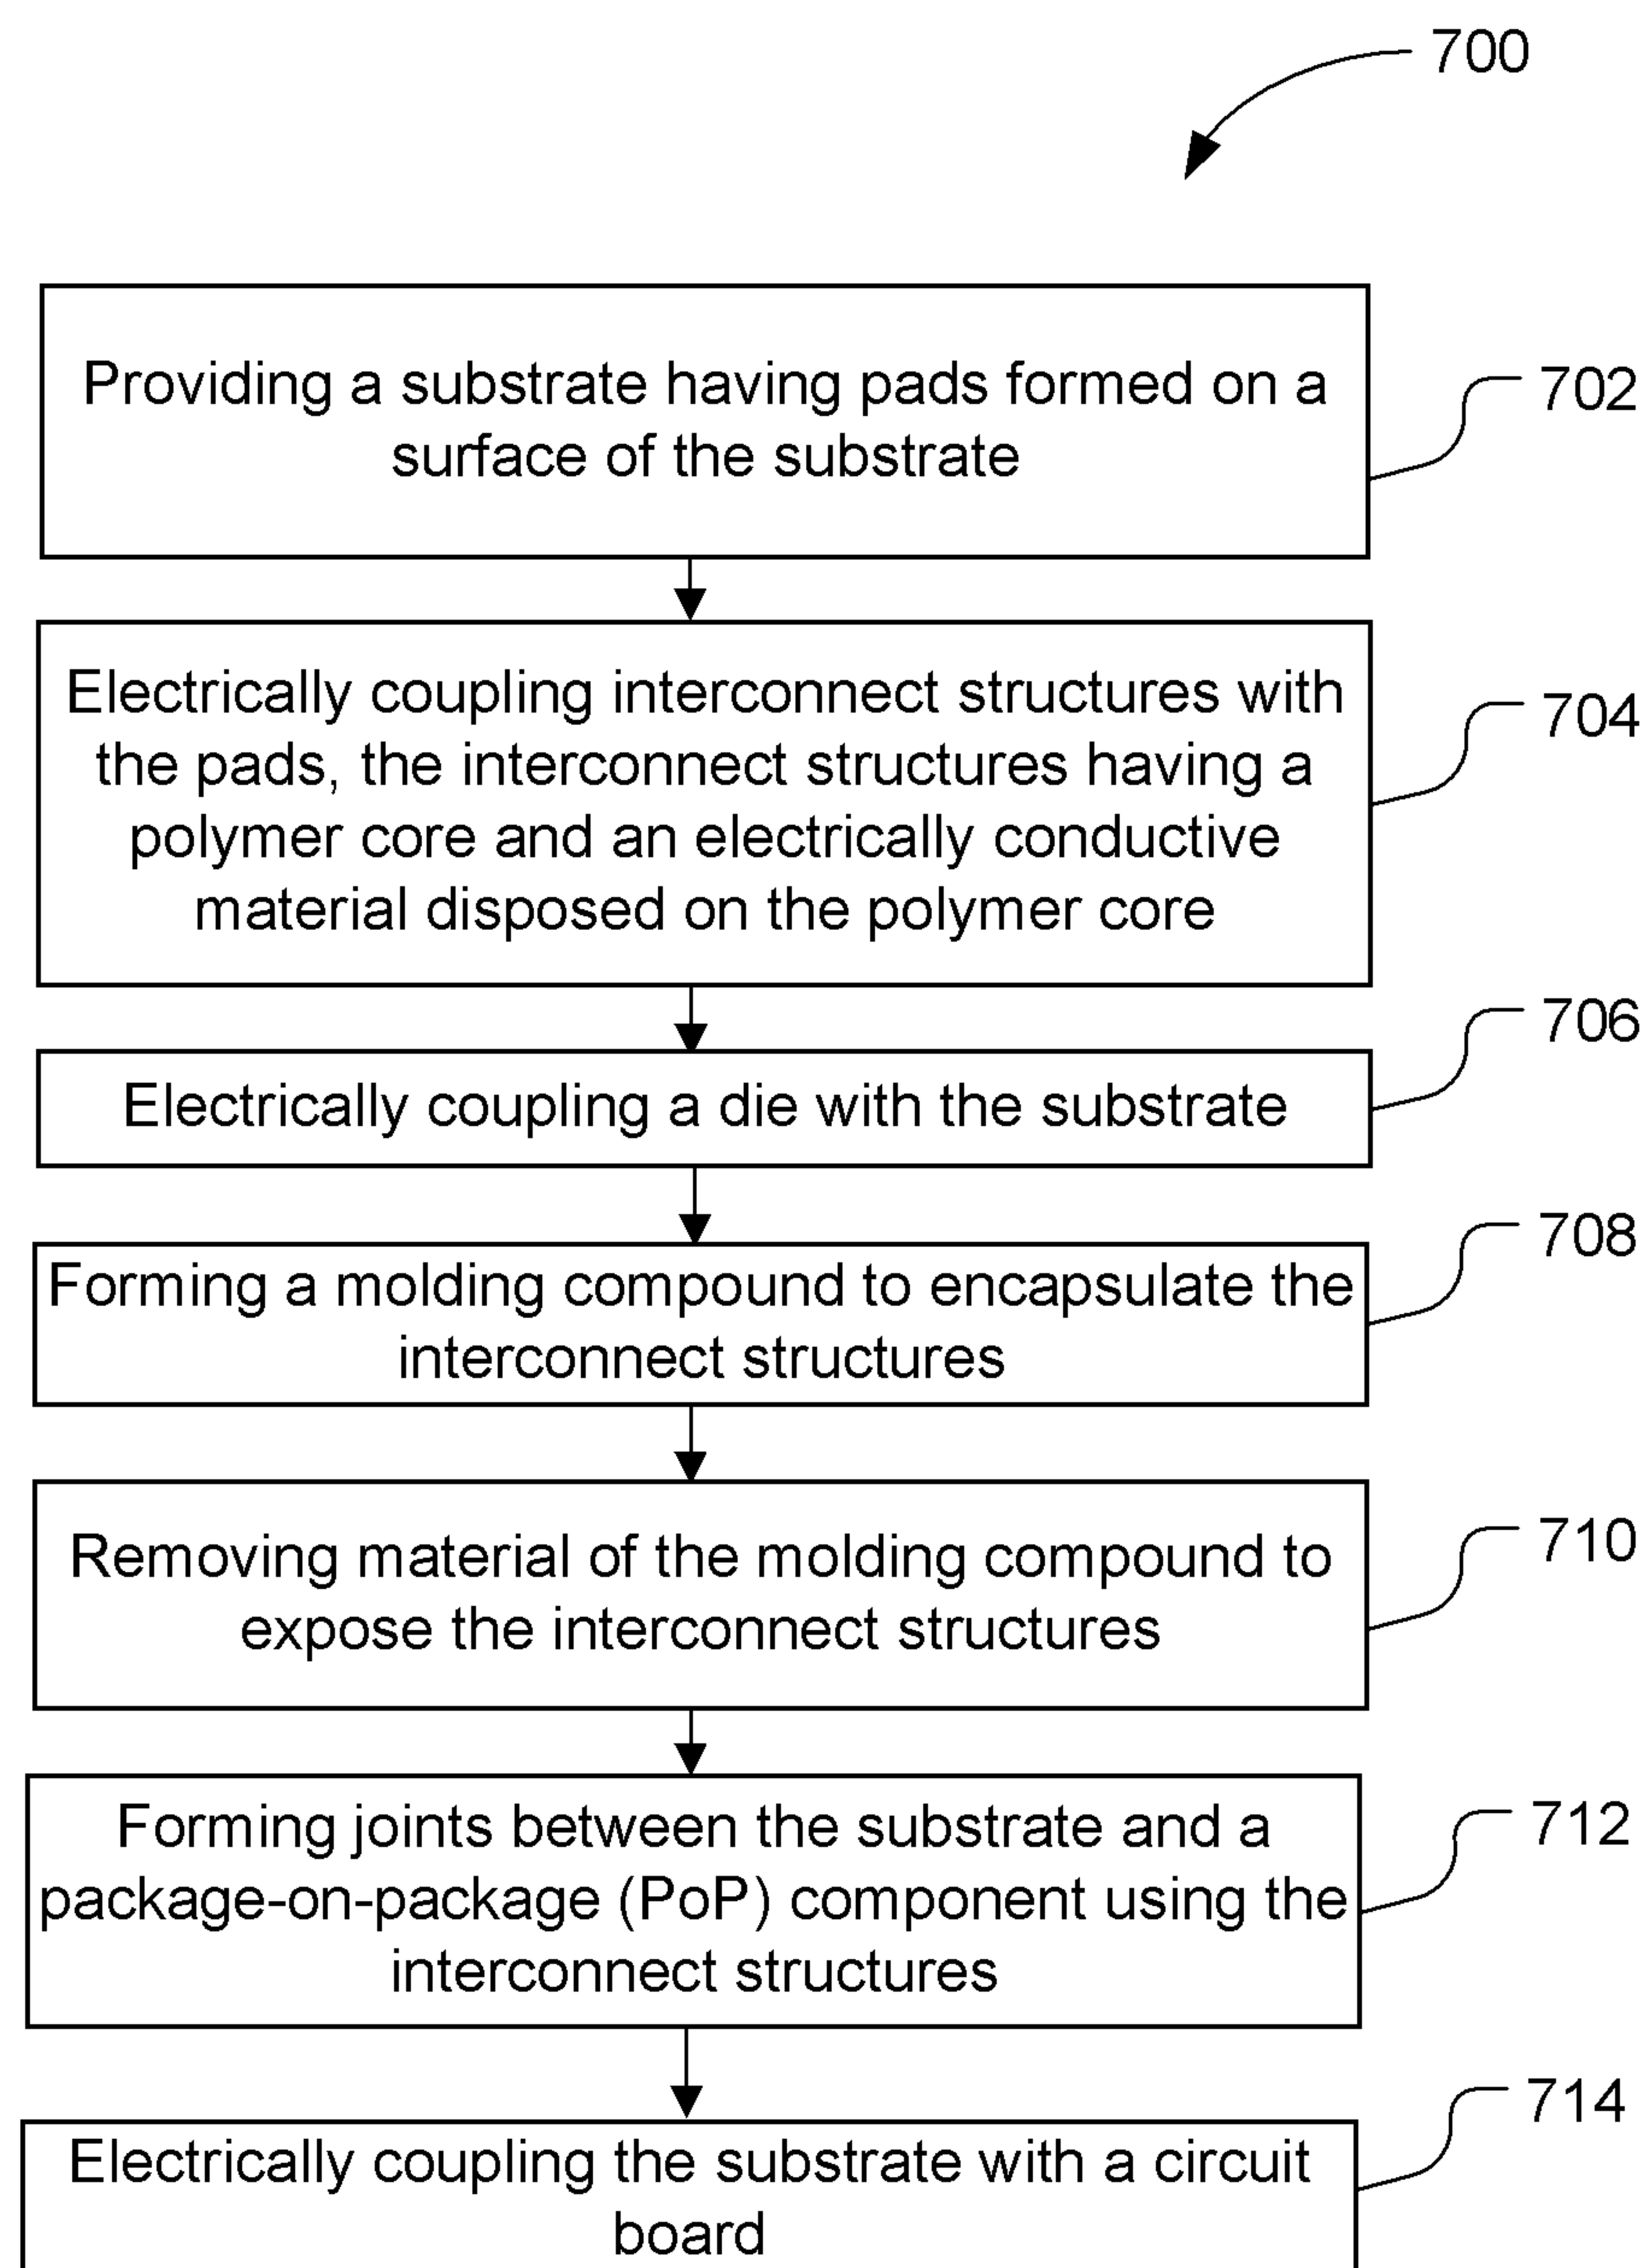 700
Providing a substrate having pads formed on a
surface of the substrate
702
Electrically coupling interconnect structures with
the pads, the interconnect structures having a
polymer core and an electrically conductive
material disposed on the polymer core
704
Electrically coupling a die with the substrate
706
Forming a molding compound to encapsulate the
interconnect structures
708
Removing material of the molding compound to
expose the interconnect structures
710
Forming joints between the substrate and a
package-on-package (PoP) component using the
interconnect structures
712
Electrically coupling the substrate with a circuit
board
714